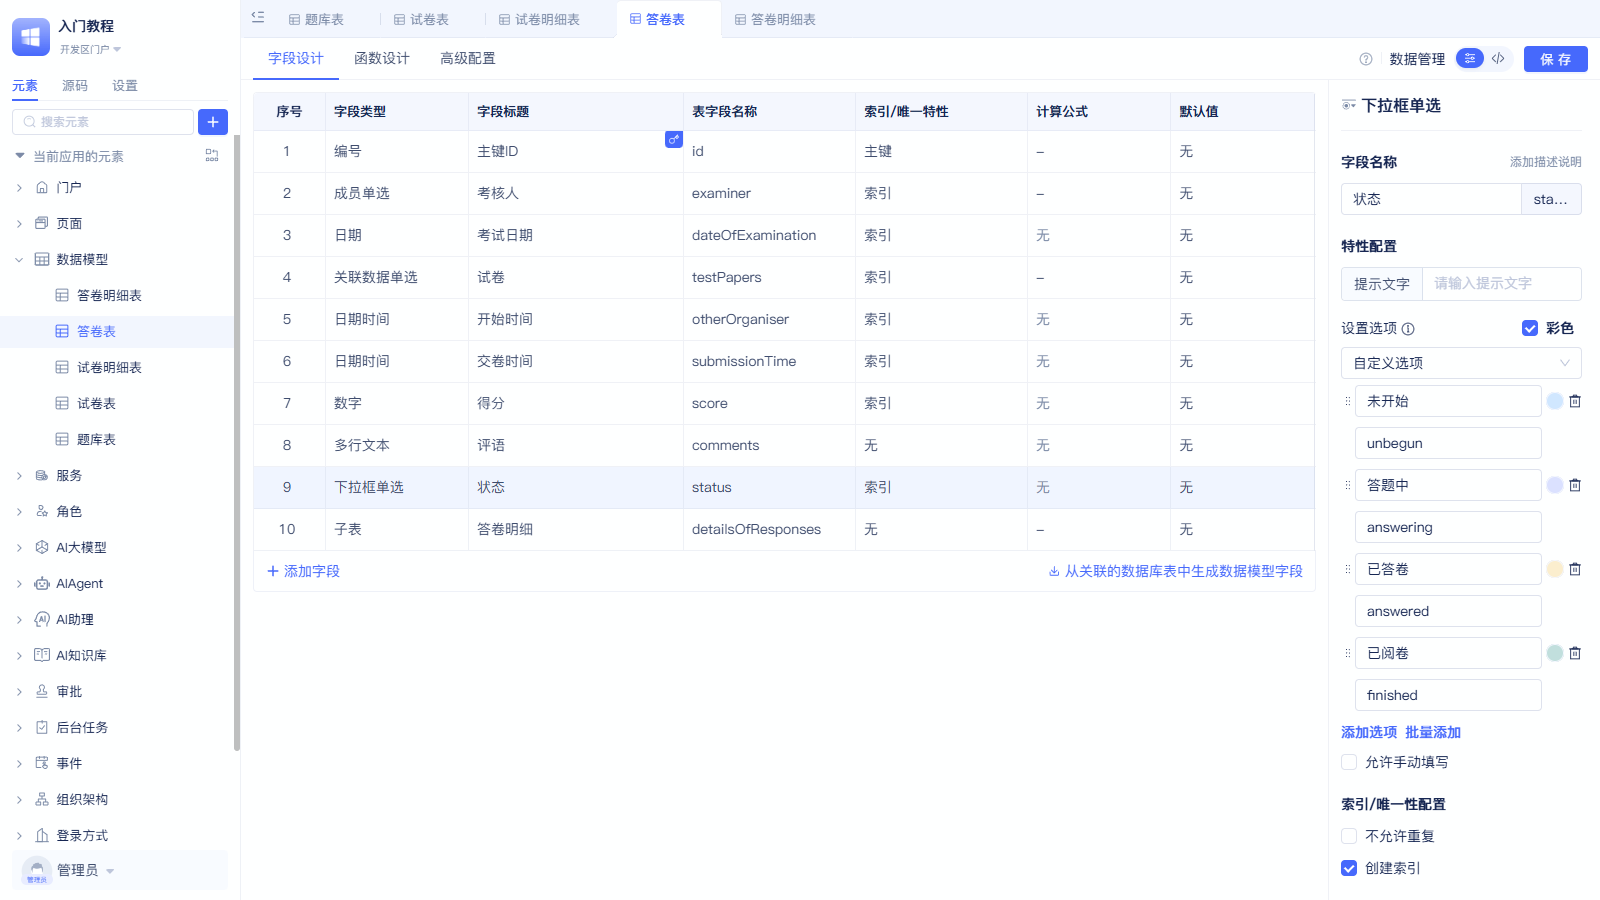 入门教程
开发区门户
元素 源码 设置
搜索元素
当前应用的元素
门户
页面
数据模型
答卷明细表
答卷表
试卷明细表
试卷表
题库表
服务
角色
AI大模型
AIAgent
AI助理
AI知识库
审批
后台任务
事件
组织架构
登录方式
管理员
管理员
题库表 试卷表 试卷明细表 答卷表 答卷明细表
字段设计 函数设计 高级配置
数据管理 保存
序号 字段类型 字段标题 表字段名称 索引/唯一特性 计算公式 默认值
1 编号 主键ID id 主键 – 无
2 成员单选 考核人 examiner 索引 – 无
3 日期 考试日期 dateOfExamination 索引 无 无
4 关联数据单选 试卷 testPapers 索引 – 无
5 日期时间 开始时间 otherOrganiser 索引 无 无
6 日期时间 交卷时间 submissionTime 索引 无 无
7 数字 得分 score 索引 无 无
8 多行文本 评语 comments 无 无 无
9 下拉框单选 状态 status 索引 无 无
10 子表 答卷明细 detailsOfResponses 无 – 无
添加字段 从关联的数据库表中生成数据模型字段
下拉框单选
字段名称 添加描述说明
状态 sta...
特性配置
提示文字 请输入提示文字
设置选项 彩色
自定义选项
未开始
unbegun
答题中
answering
已答卷
answered
已阅卷
finished
添加选项 批量添加
允许手动填写
索引/唯一性配置
不允许重复
创建索引